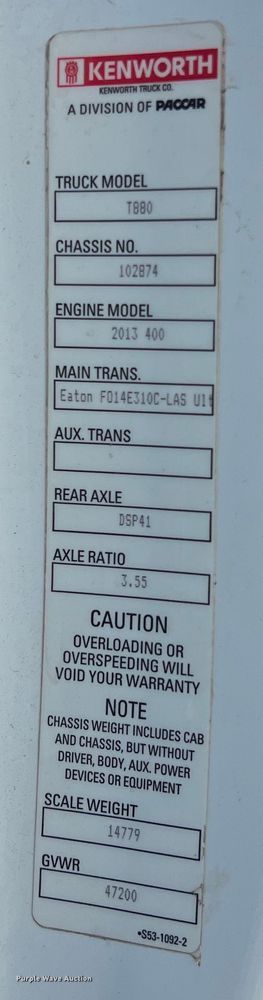 KENWORTH
KENWORTH TRUCK CO.
A DIVISION OF PACCAR
TRUCK MODEL
T880
CHASSIS NO.
102874
ENGINE MODEL
2013 400
MAIN TRANS.
Eaton FO14E310C-LAS Ult
AUX. TRANS
REAR AXLE
DSP41
AXLE RATIO
3.55
CAUTION
OVERLOADING OR
OVERSPEEDING WILL
VOID YOUR WARRANTY
NOTE
CHASSIS WEIGHT INCLUDES CAB
AND CHASSIS, BUT WITHOUT
DRIVER, BODY, AUX. POWER
DEVICES OR EQUIPMENT
SCALE WEIGHT
14779
GVWR
47200
*S53-1092-2
Purple Wave Auction